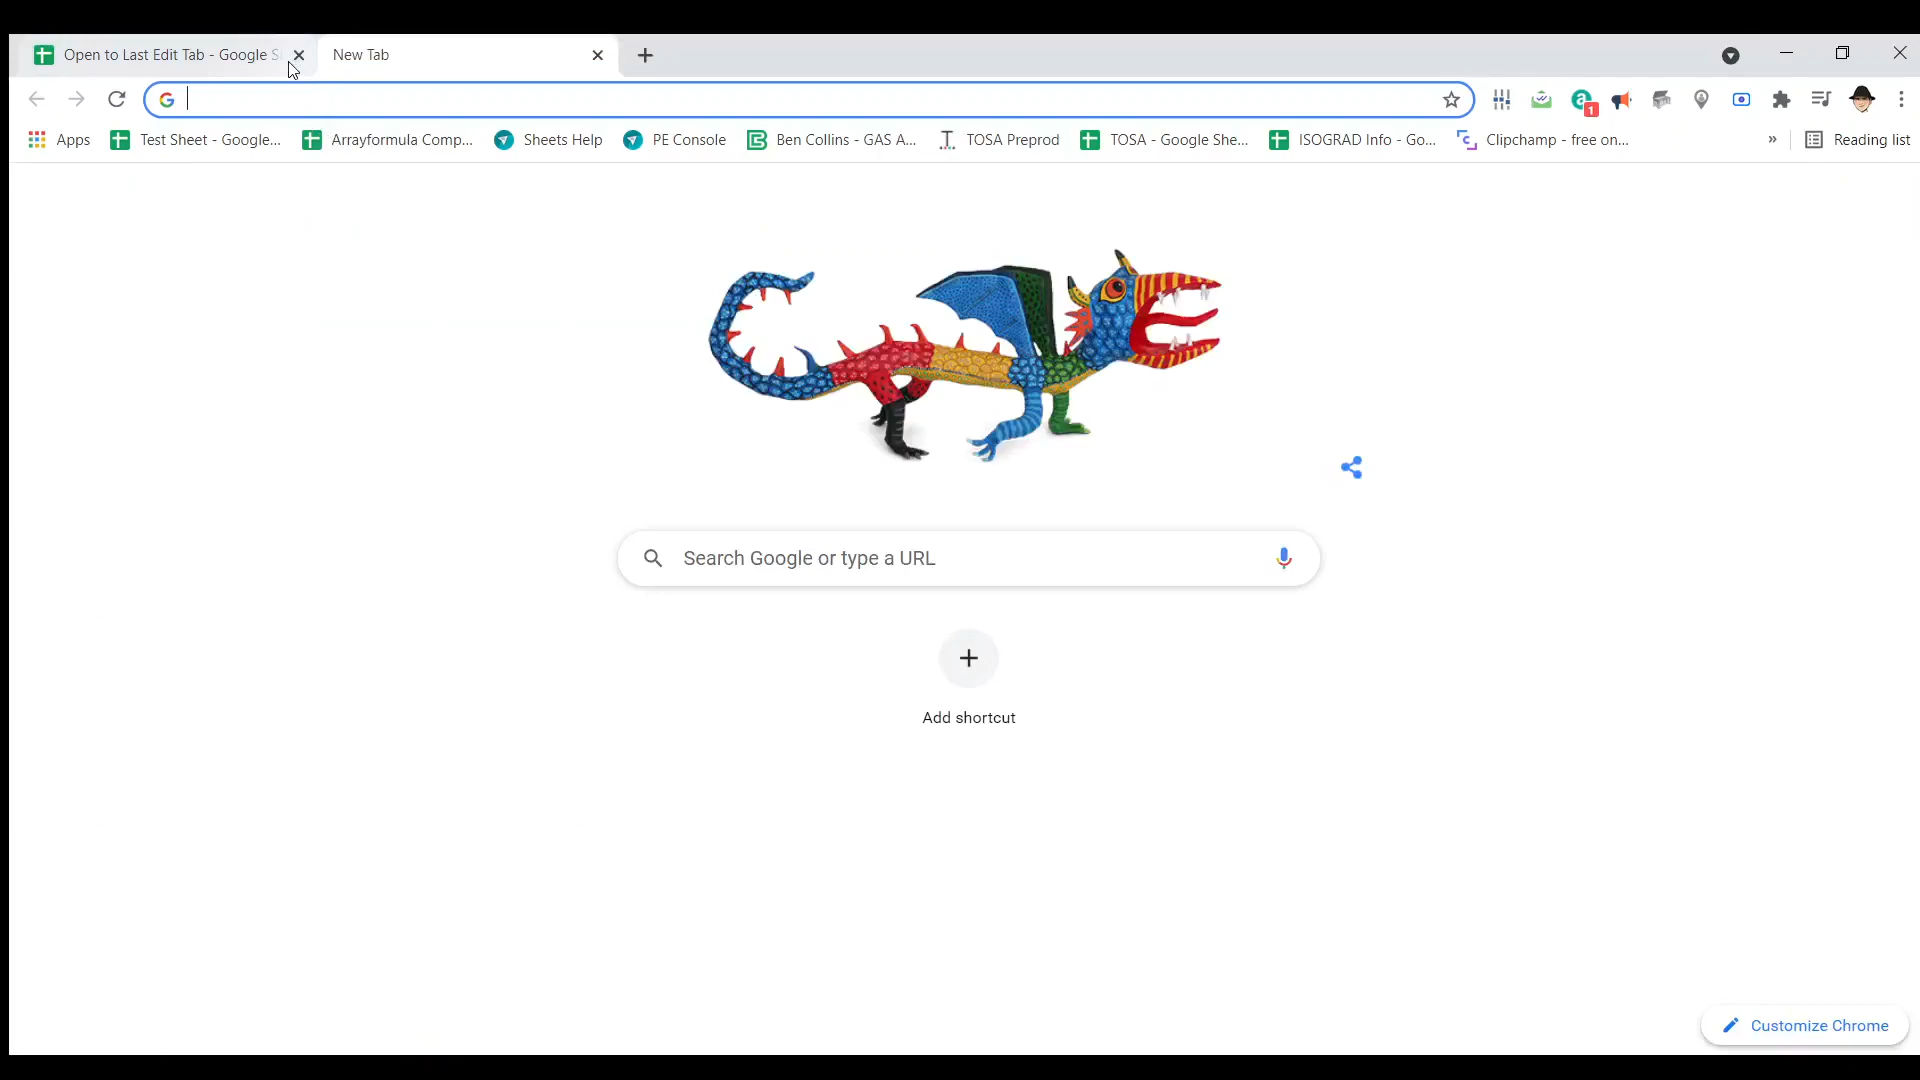 Open to Last Edit Tab - Google S
New Tab
1
Apps
Test Sheet - Google...
Arrayformula Comp...
Sheets Help
PE Console
Ben Collins - GAS A...
TOSA Preprod
TOSA - Google She...
ISOGRAD Info - Go...
Clipchamp - free on...
»
Reading list
Search Google or type a URL
Add shortcut
Customize Chrome